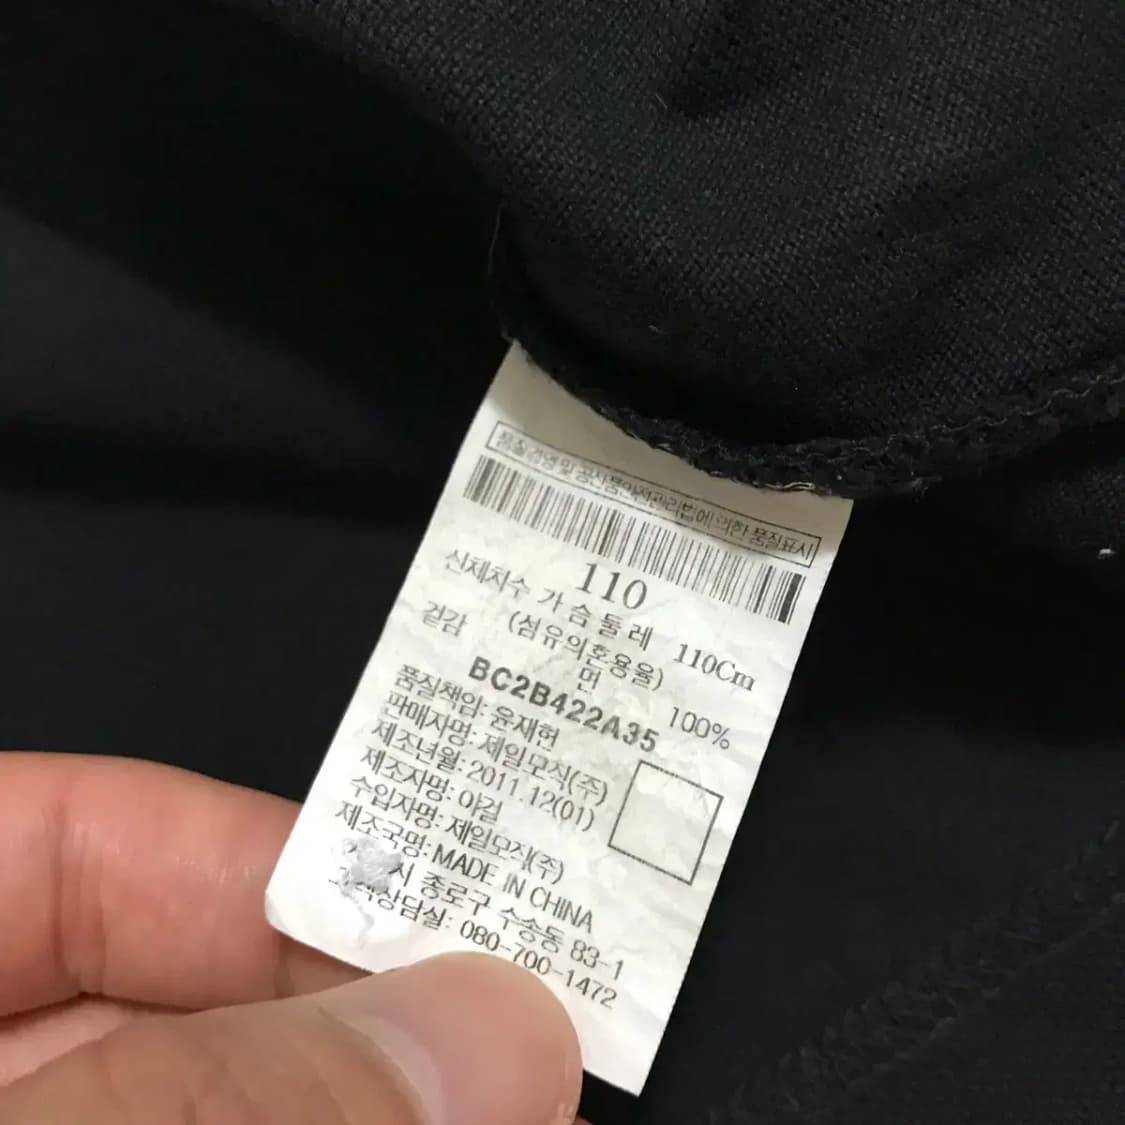 품질경영 및 공산품안전관리법에 의한 품질표시
110
신체치수 가슴둘레 110Cm
겉감 (섬유의혼용율)
면 100%
BC2B422A35
품질책임: 윤재헌
판매자명: 제일모직(주)
제조년월: 2011.12(01)
제조자명: 야걸
수입자명: 제일모직(주)
제조국명: MADE IN CHINA
시 종로구 수송동 83-1
상담실: 080-700-1472